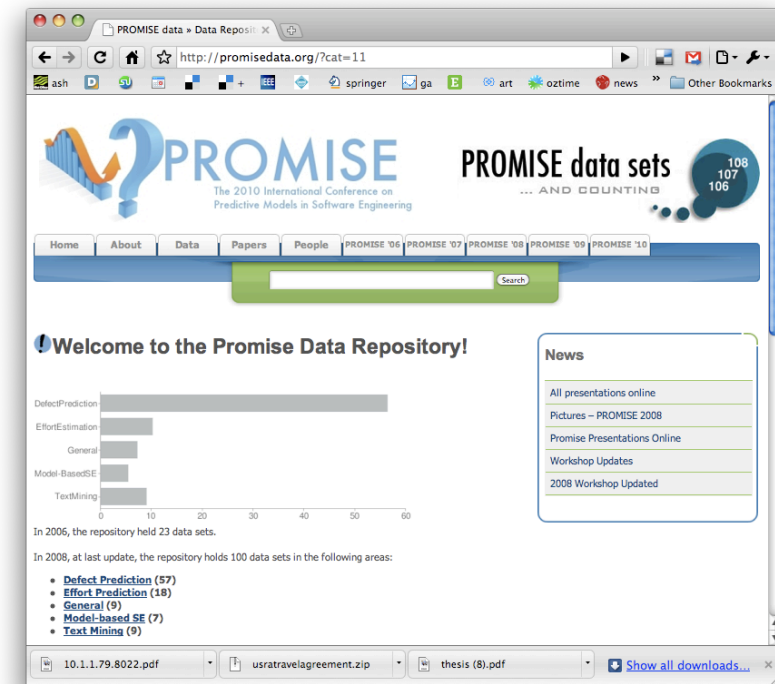 PROMISE data » Data Reposit
http://promisedata.org/?cat=11
ash
D
su
+
IEEE
springer
ga
E
art
oztime
news
»
Other Bookmarks
PROMISE
The 2010 International Conference on
Predictive Models in Software Engineering
PROMISE data sets
... AND COUNTING
108
107
106
Home About Data Papers People PROMISE '06 PROMISE '07 PROMISE '08 PROMISE '09 PROMISE '10
Search
Welcome to the Promise Data Repository!
DefectPrediction
EffortEstimation
General
Model-BasedSE
TextMining
0 10 20 30 40 50 60
In 2006, the repository held 23 data sets.
In 2008, at last update, the repository holds 100 data sets in the following areas:
Defect Prediction (57)
Effort Prediction (18)
General (9)
Model-based SE (7)
Text Mining (9)
News
All presentations online
Pictures – PROMISE 2008
Promise Presentations Online
Workshop Updates
2008 Workshop Updated
10.1.1.79.8022.pdf
usratravelagreement.zip
thesis (8).pdf
Show all downloads...